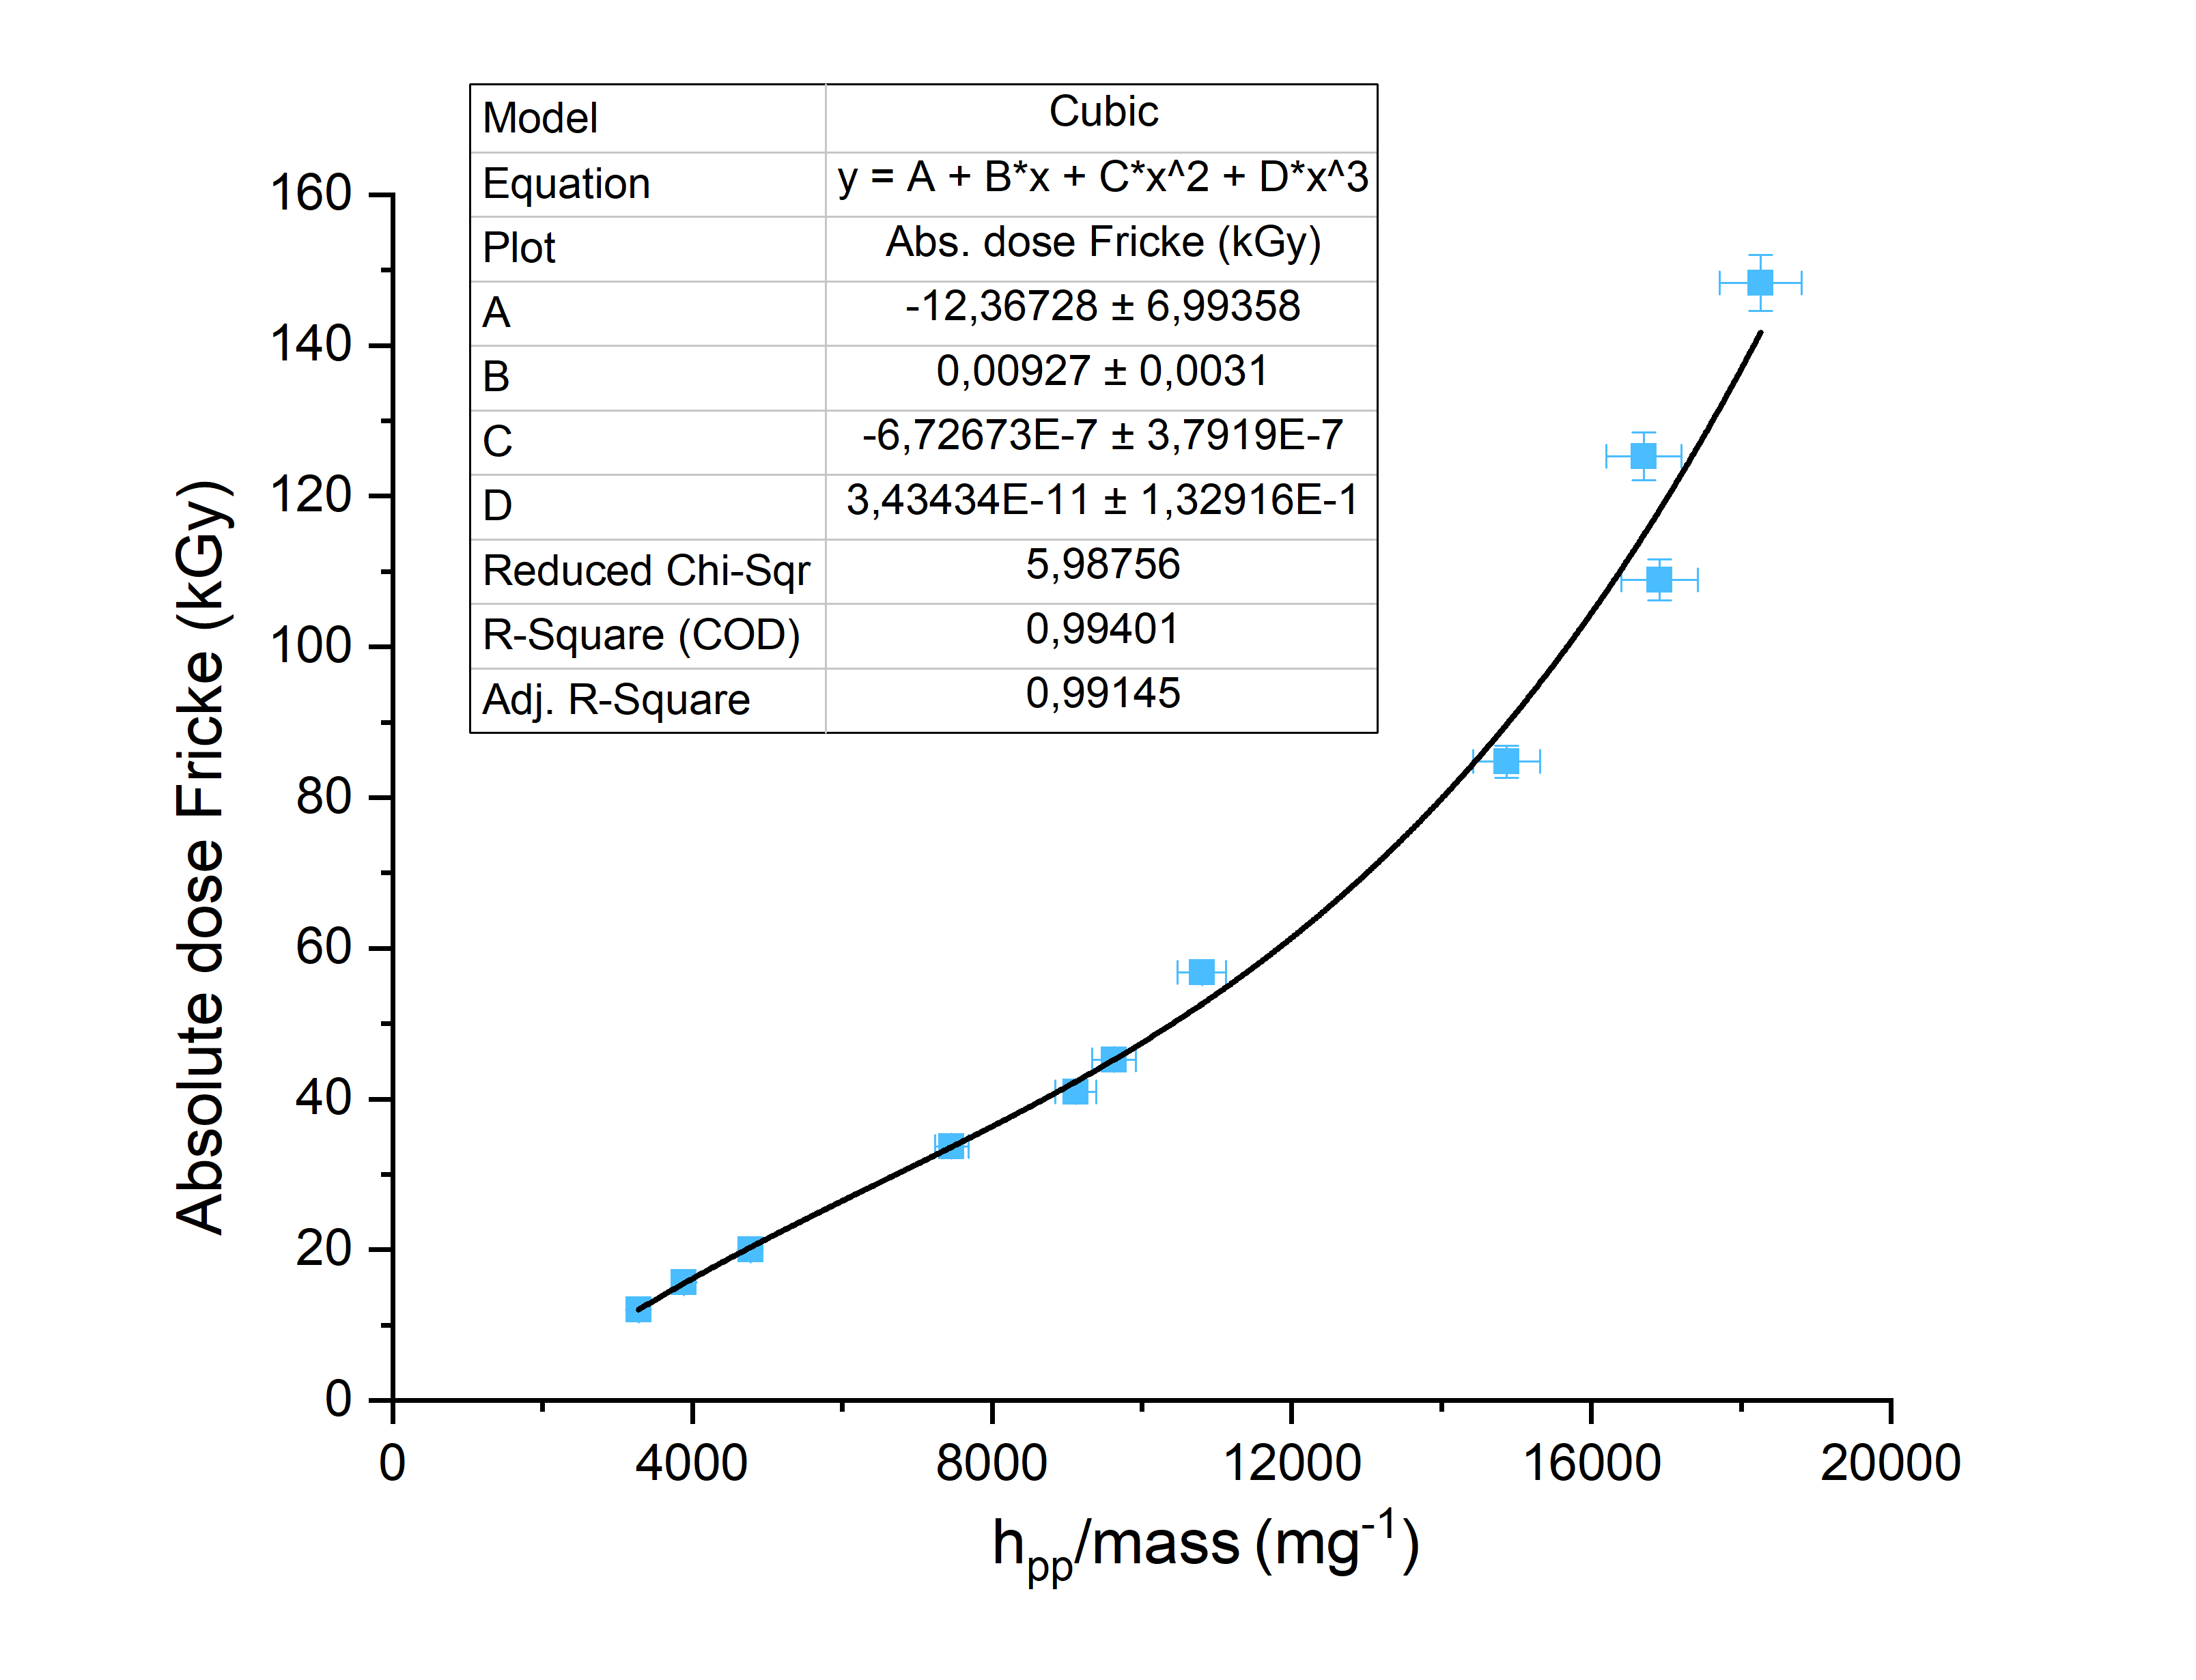 Model Cubic
Equation y = A + B*x + C*x^2 + D*x^3
Plot Abs. dose Fricke (kGy)
A -12,36728 ± 6,99358
B 0,00927 ± 0,0031
C -6,72673E-7 ± 3,7919E-7
D 3,43434E-11 ± 1,32916E-1
Reduced Chi-Sqr 5,98756
R-Square (COD) 0,99401
Adj. R-Square 0,99145
160
140
120
100
80
60
40
20
0
Absolute dose Fricke (kGy)
0 4000 8000 12000 16000 20000
h_pp/mass (mg^-1)